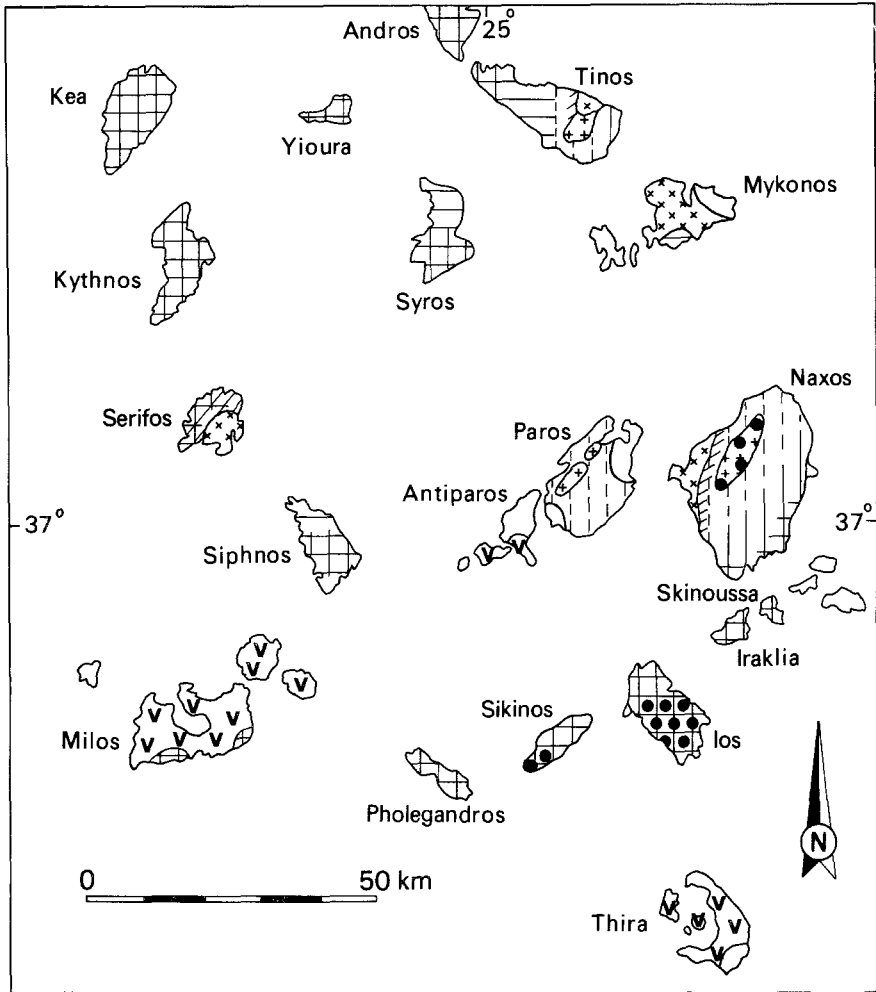 Andros
25°
Kea
Tinos
Yioura
Mykonos
Kythnos
Syros
Naxos
Serifos
Paros
Antiparos
37°
37°
Siphnos
Skinoussa
Iraklia
Sikinos
Milos
Ios
Pholegandros
N
0 50 km
Thira